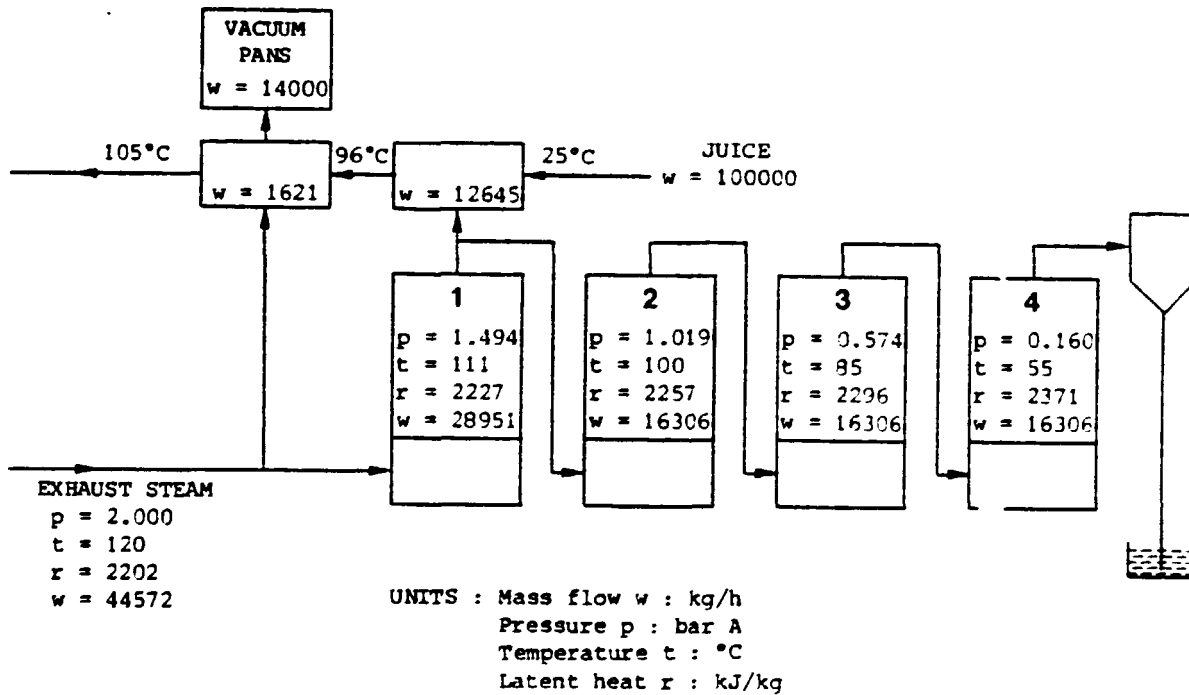 VACUUM
PANS
w = 14000
105°C
96°C
25°C
JUICE
w = 100000
w = 1621
w = 12645
1
p = 1.494
t = 111
r = 2227
w = 28951
2
p = 1.019
t = 100
r = 2257
w = 16306
3
p = 0.574
t = 85
r = 2296
w = 16306
4
p = 0.160
t = 55
r = 2371
w = 16306
EXHAUST STEAM
p = 2.000
t = 120
r = 2202
w = 44572
UNITS : Mass flow w : kg/h
Pressure p : bar A
Temperature t : °C
Latent heat r : kJ/kg